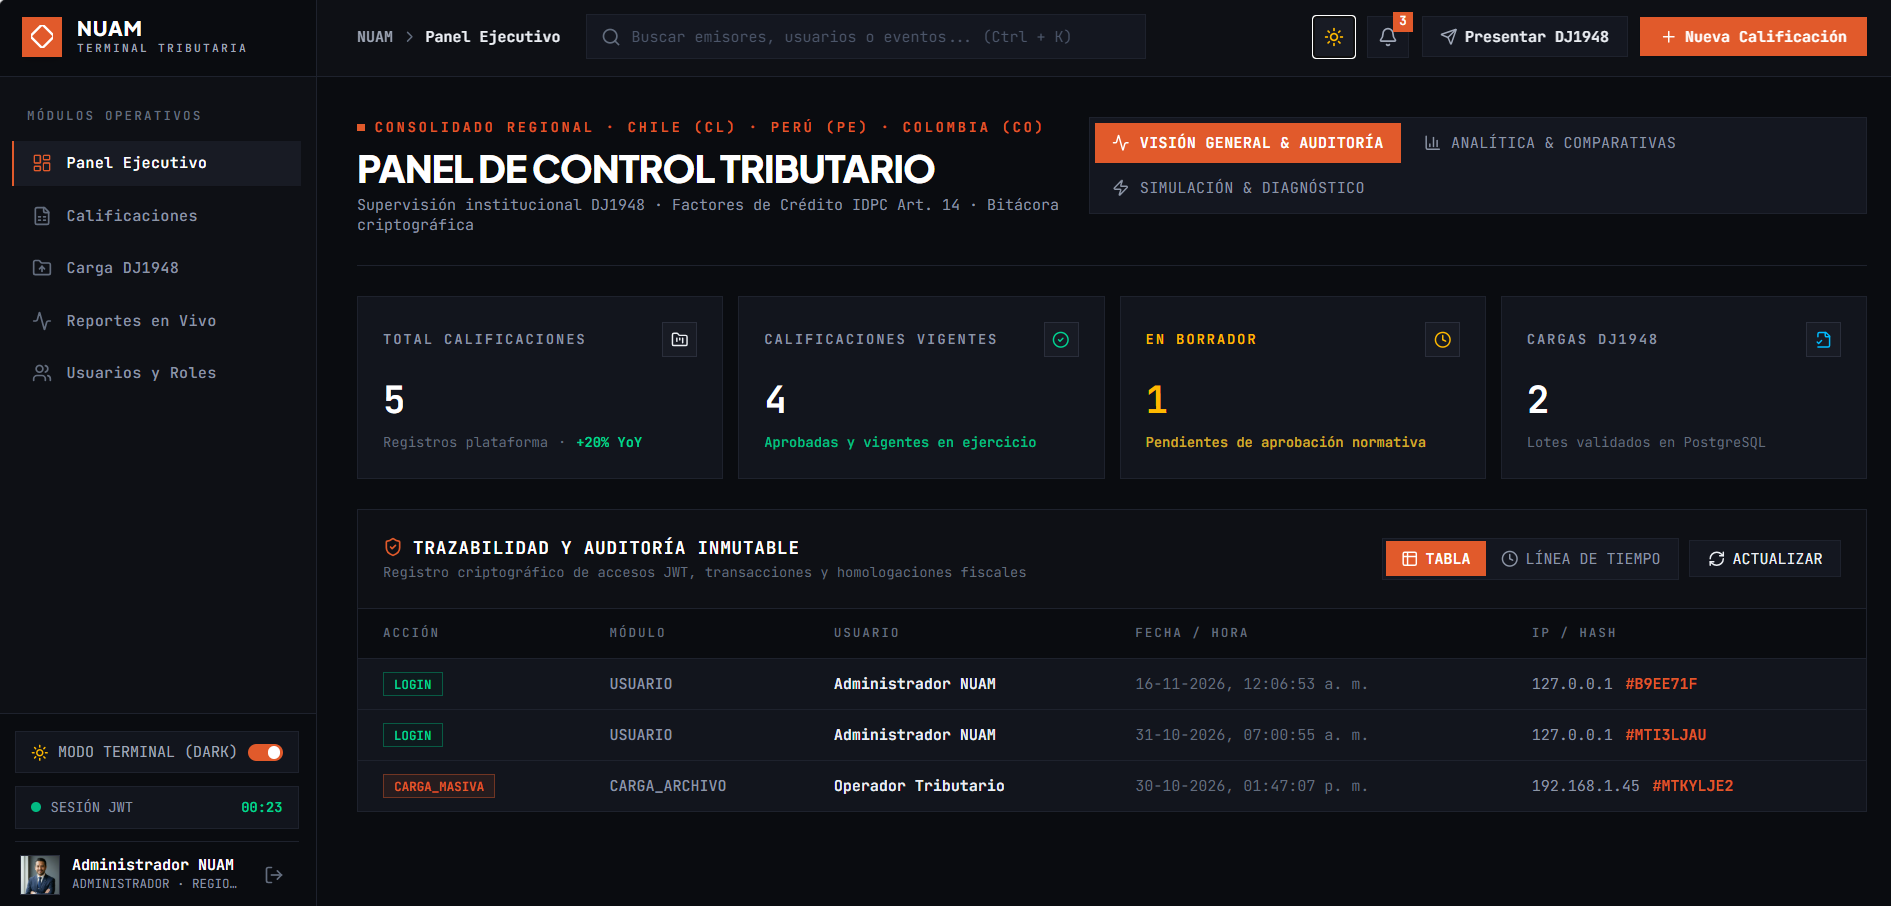 NUAM
TERMINAL TRIBUTARIA
MÓDULOS OPERATIVOS
Panel Ejecutivo
Calificaciones
Carga DJ1948
Reportes en Vivo
Usuarios y Roles
MODO TERMINAL (DARK)
SESIÓN JWT 00:23
Administrador NUAM
ADMINISTRADOR · REGIO…
NUAM > Panel Ejecutivo
Buscar emisores, usuarios o eventos... (Ctrl + K)
3
Presentar DJ1948
+ Nueva Calificación
CONSOLIDADO REGIONAL · CHILE (CL) · PERÚ (PE) · COLOMBIA (CO)
PANEL DE CONTROL TRIBUTARIO
Supervisión institucional DJ1948 · Factores de Crédito IDPC Art. 14 · Bitácora
criptográfica
VISIÓN GENERAL & AUDITORÍA
ANALÍTICA & COMPARATIVAS
SIMULACIÓN & DIAGNÓSTICO
TOTAL CALIFICACIONES
5
Registros plataforma · +20% YoY
CALIFICACIONES VIGENTES
4
Aprobadas y vigentes en ejercicio
EN BORRADOR
1
Pendientes de aprobación normativa
CARGAS DJ1948
2
Lotes validados en PostgreSQL
TRAZABILIDAD Y AUDITORÍA INMUTABLE
Registro criptográfico de accesos JWT, transacciones y homologaciones fiscales
TABLA
LÍNEA DE TIEMPO
ACTUALIZAR
ACCIÓN MÓDULO USUARIO FECHA / HORA IP / HASH
LOGIN USUARIO Administrador NUAM 16-11-2026, 12:06:53 a. m. 127.0.0.1 #B9EE71F
LOGIN USUARIO Administrador NUAM 31-10-2026, 07:00:55 a. m. 127.0.0.1 #MTI3LJAU
CARGA_MASIVA CARGA_ARCHIVO Operador Tributario 30-10-2026, 01:47:07 p. m. 192.168.1.45 #MTKYLJE2